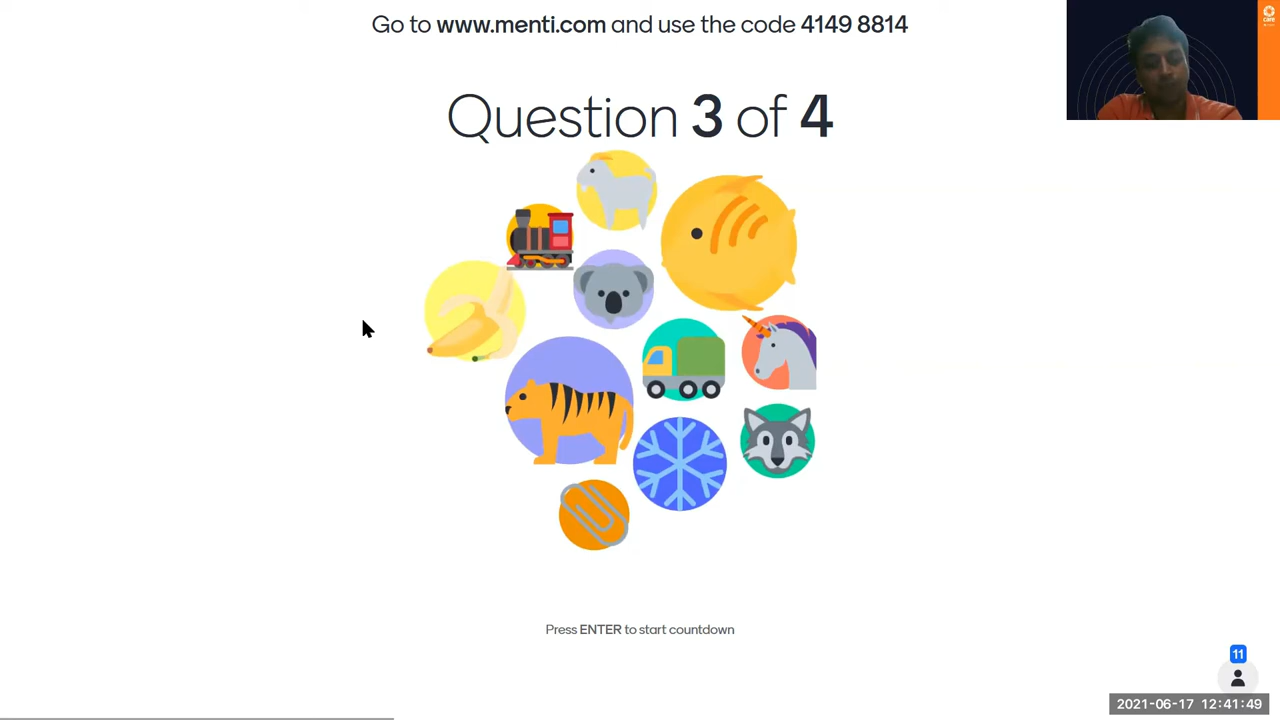 Go to www.menti.com and use the code 4149 8814
care
Question 3 of 4
Press ENTER to start countdown
11
2021-06-17 12:41:49